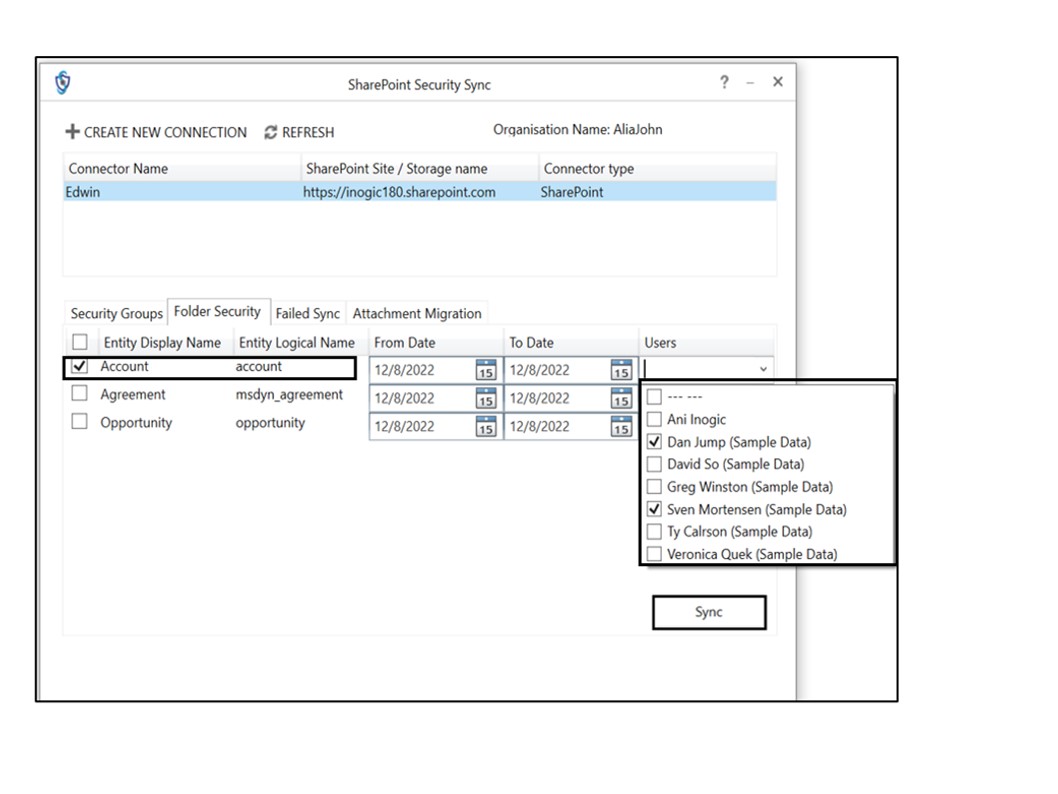 SharePoint Security Sync ? – ×
CREATE NEW CONNECTION REFRESH Organisation Name: AliaJohn
Connector Name SharePoint Site / Storage name Connector type
Edwin https://inogic180.sharepoint.com SharePoint
Security Groups Folder Security Failed Sync Attachment Migration
Entity Display Name Entity Logical Name From Date To Date Users
Account account 12/8/2022 15 12/8/2022 15
Agreement msdyn_agreement 12/8/2022 15 12/8/2022 15
Opportunity opportunity 12/8/2022 15 12/8/2022 15
--- ---
Ani Inogic
Dan Jump (Sample Data)
David So (Sample Data)
Greg Winston (Sample Data)
Sven Mortensen (Sample Data)
Ty Calrson (Sample Data)
Veronica Quek (Sample Data)
Sync